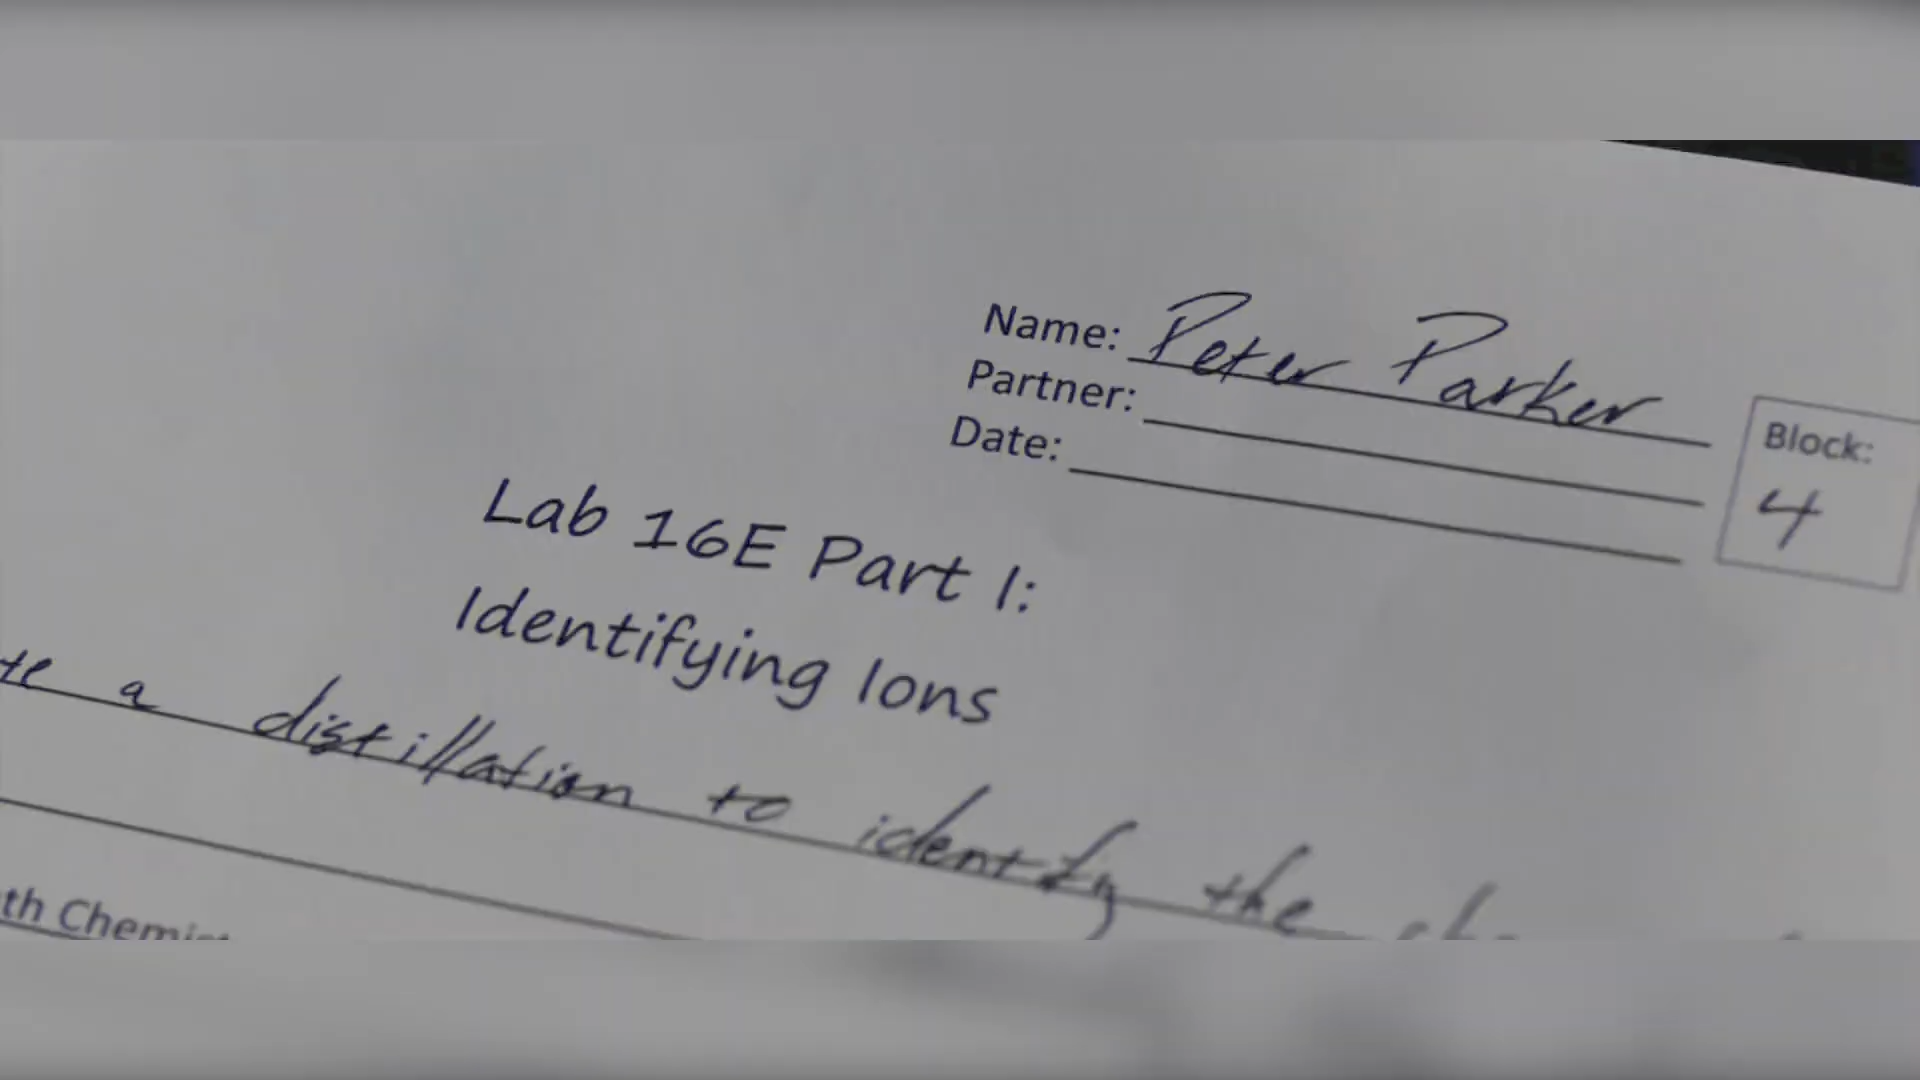 Name: Peter Parker
Partner:
Date:
Block:
4
Lab 16E Part I:
Identifying Ions
a distillation to identify the